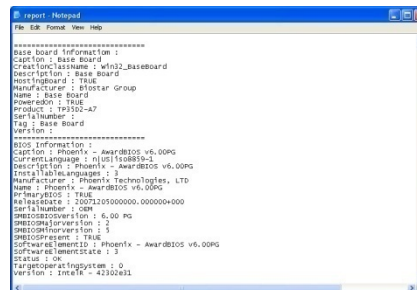 report - Notepad
File Edit Format View Help
==============================
Base board information :
Caption : Base Board
CreationClassName : Win32_BaseBoard
Description : Base Board
HostingBoard : TRUE
Manufacturer : Biostar Group
Name : Base Board
PoweredOn : TRUE
Product : TP35D2-A7
SerialNumber :
Tag : Base Board
Version :
==============================
BIOS Information :
Caption : Phoenix - AwardBIOS v6.00PG
CurrentLanguage : n|US|iso8859-1
Description : Phoenix - AwardBIOS v6.00PG
InstallableLanguages : 3
Manufacturer : Phoenix Technologies, LTD
Name : Phoenix - AwardBIOS v6.00PG
PrimaryBIOS : TRUE
ReleaseDate : 20071205000000.000000+000
SerialNumber : OEM
SMBIOSBIOSVersion : 6.00 PG
SMBIOSMajorVersion : 2
SMBIOSMinorVersion : 5
SMBIOSPresent : TRUE
SoftwareElementID : Phoenix - AwardBIOS v6.00PG
SoftwareElementState : 3
Status : OK
TargetOperatingSystem : 0
Version : IntelR - 42302e31